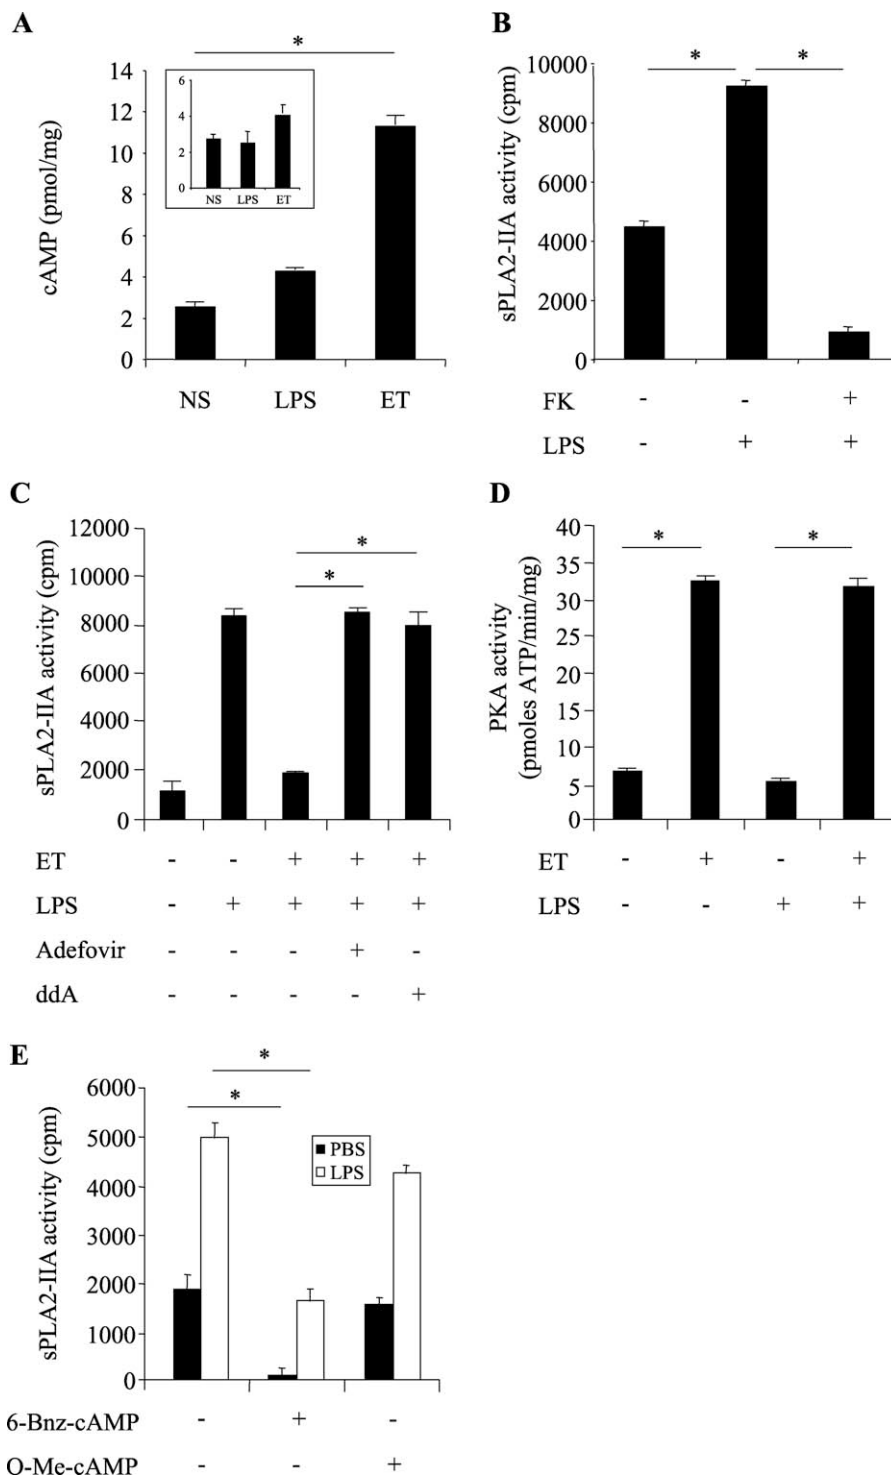 A
*
cAMP (pmol/mg)
14
12
10
8
6
4
2
0
6
4
2
0
NS LPS ET
NS LPS ET
B
* *
sPLA2-IIA activity (cpm)
10000
8000
6000
4000
2000
0
FK - - +
LPS - + +
C
*
*
sPLA2-IIA activity (cpm)
12000
10000
8000
6000
4000
2000
0
ET - - + + +
LPS - + + + +
Adefovir - - - + -
ddA - - - - +
D
* *
PKA activity
(pmoles ATP/min/mg)
40
35
30
25
20
15
10
5
0
ET - + - +
LPS - - + +
E
*
*
sPLA2-IIA activity (cpm)
6000
5000
4000
3000
2000
1000
0
PBS
LPS
6-Bnz-cAMP - + -
O-Me-cAMP - - +